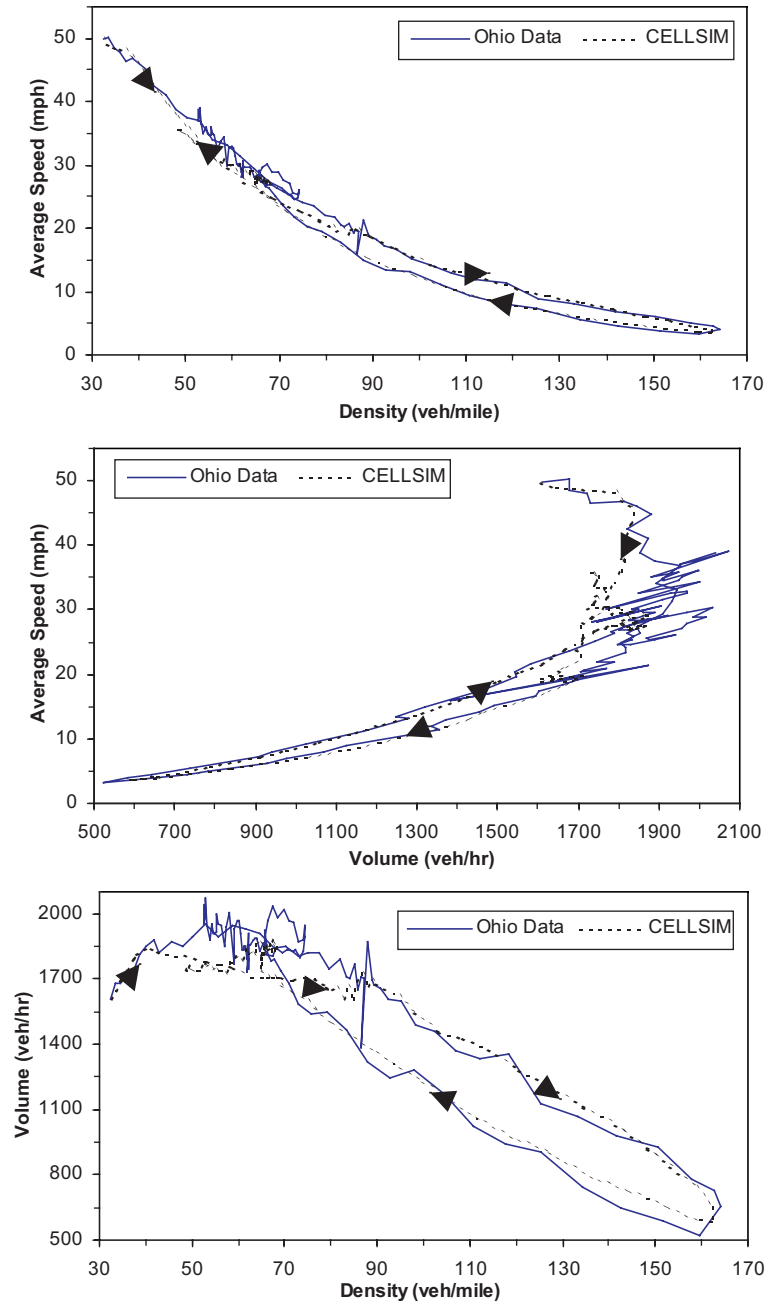 Ohio Data CELLSIM
Average Speed (mph)
50
40
30
20
10
0
30 50 70 90 110 130 150 170
Density (veh/mile)
Ohio Data CELLSIM
Average Speed (mph)
50
40
30
20
10
0
500 700 900 1100 1300 1500 1700 1900 2100
Volume (veh/hr)
Ohio Data CELLSIM
Volume (veh/hr)
2000
1700
1400
1100
800
500
30 50 70 90 110 130 150 170
Density (veh/mile)